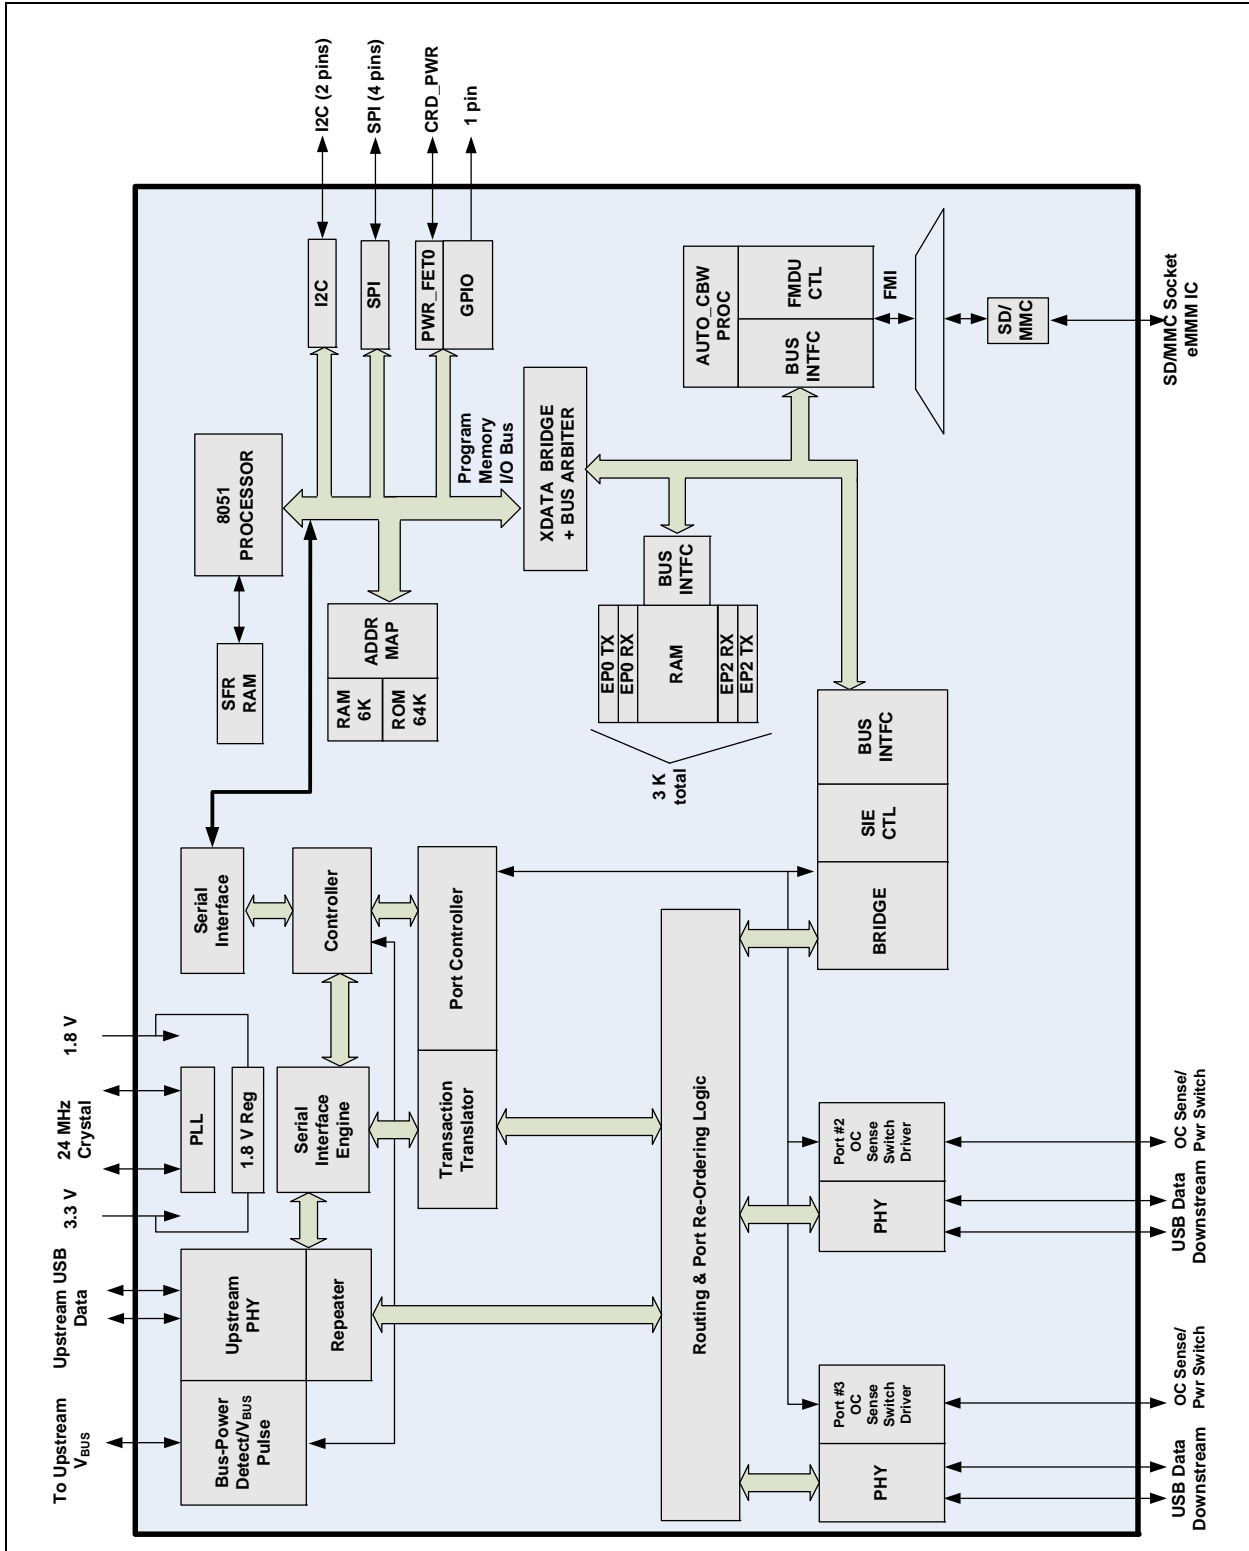 To Upstream
VBUS
Upstream USB
Data
3.3 V
24 MHz
Crystal
1.8 V
I2C (2 pins)
SPI (4 pins)
CRD_PWR
1 pin
Bus-Power
Detect/VBUS
Pulse
Upstream
PHY
Repeater
PLL
1.8 V Reg
Serial
Interface
Engine
Serial
Interface
Controller
Transaction
Translator
Port Controller
SFR
RAM
8051
PROCESSOR
I2C
SPI
PWR_FET0
GPIO
RAM
6K
ROM
64K
ADDR
MAP
Program
Memory
I/O Bus
XDATA BRIDGE
+ BUS ARBITER
3 K
total
EP0 TX
EP0 RX
RAM
EP2 RX
EP2 TX
BUS
INTFC
AUTO_CBW
PROC
BUS
INTFC
FMDU
CTL
FMI
SD/
MMC
Routing & Port Re-Ordering Logic
BRIDGE
SIE
CTL
BUS
INTFC
PHY
Port #3
OC
Sense
Switch
Driver
PHY
Port #2
OC
Sense
Switch
Driver
USB Data
Downstream
OC Sense/
Pwr Switch
USB Data
Downstream
OC Sense/
Pwr Switch
SD/MMC Socket
eMMM IC